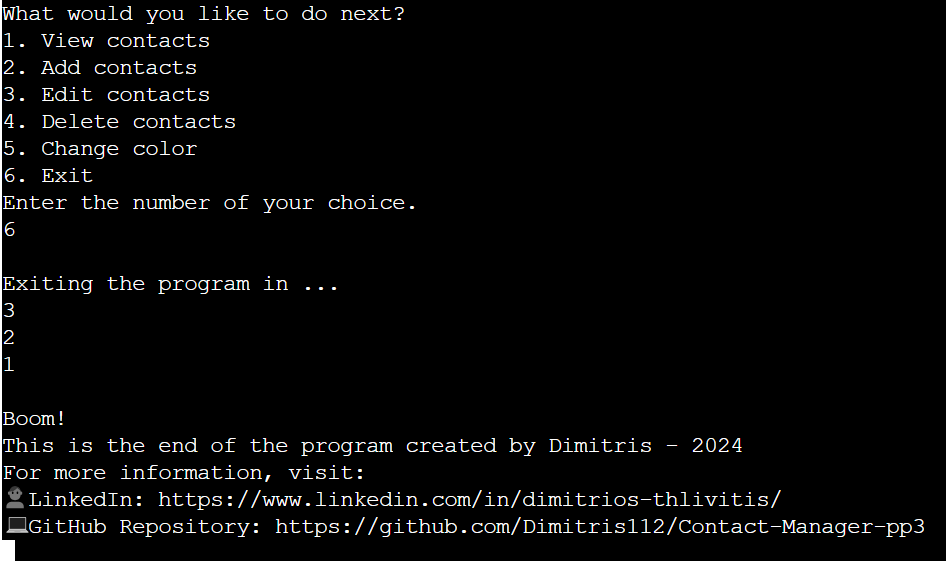 What would you like to do next?
1. View contacts
2. Add contacts
3. Edit contacts
4. Delete contacts
5. Change color
6. Exit
Enter the number of your choice.
6
Exiting the program in ...
3
2
1
Boom!
This is the end of the program created by Dimitris - 2024
For more information, visit:
👤LinkedIn: https://www.linkedin.com/in/dimitrios-thlivitis/
💻GitHub Repository: https://github.com/Dimitris112/Contact-Manager-pp3